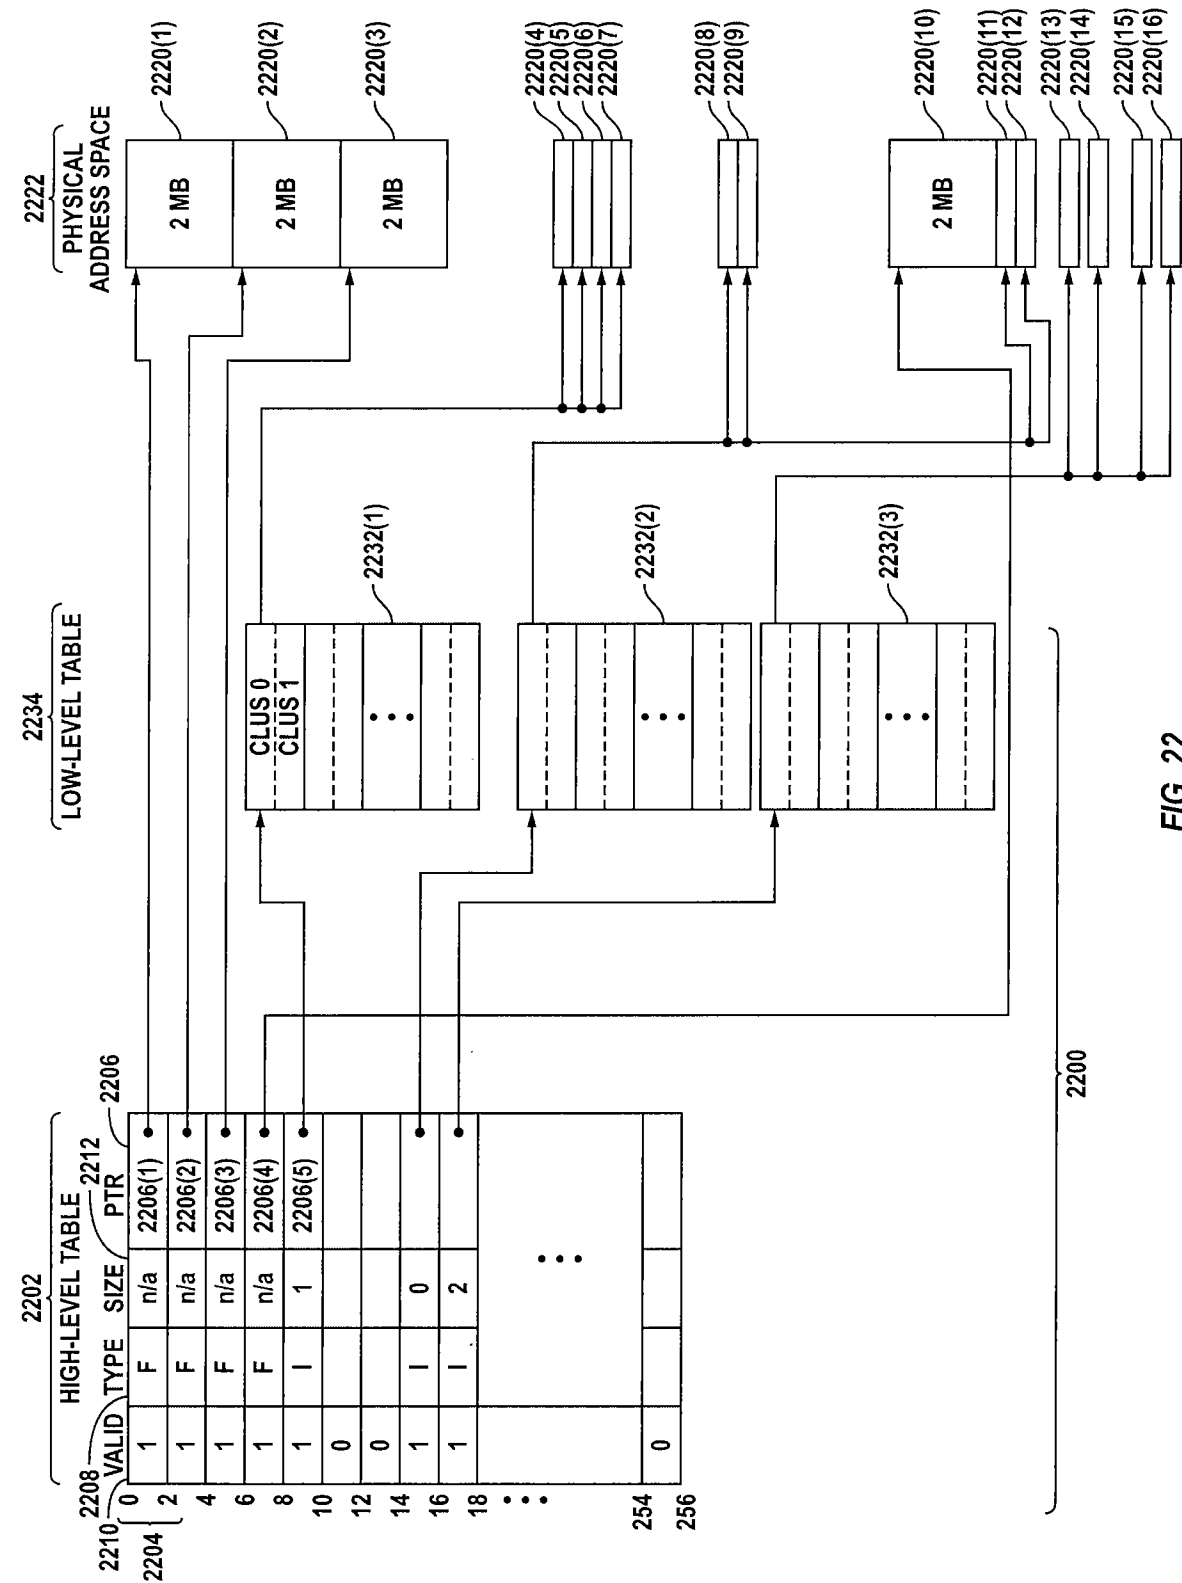 2202
HIGH-LEVEL TABLE
2210
2208
2212
2206
VALID TYPE SIZE PTR
2204
0
2
4
6
8
10
12
14
16
18
254
256
1 F n/a 2206(1)
1 F n/a 2206(2)
1 F n/a 2206(3)
1 F n/a 2206(4)
1 I 1 2206(5)
0
0
1 I 0
1 I 2
0
2234
LOW-LEVEL TABLE
CLUS 0
CLUS 1
2232(1)
2232(2)
2232(3)
2222
PHYSICAL
ADDRESS SPACE
2 MB
2220(1)
2 MB
2220(2)
2 MB
2220(3)
2220(4)
2220(5)
2220(6)
2220(7)
2220(8)
2220(9)
2 MB
2220(10)
2220(11)
2220(12)
2220(13)
2220(14)
2220(15)
2220(16)
2200
FIG. 22